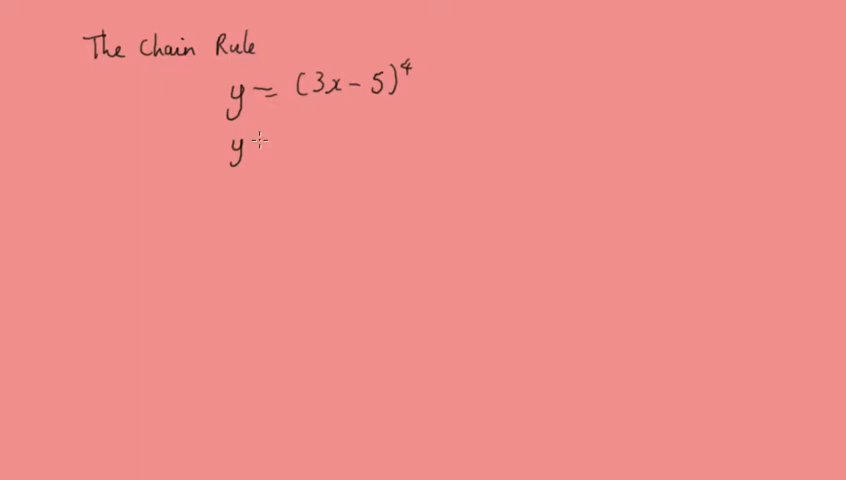 The Chain Rule
y = (3x - 5)⁴
y